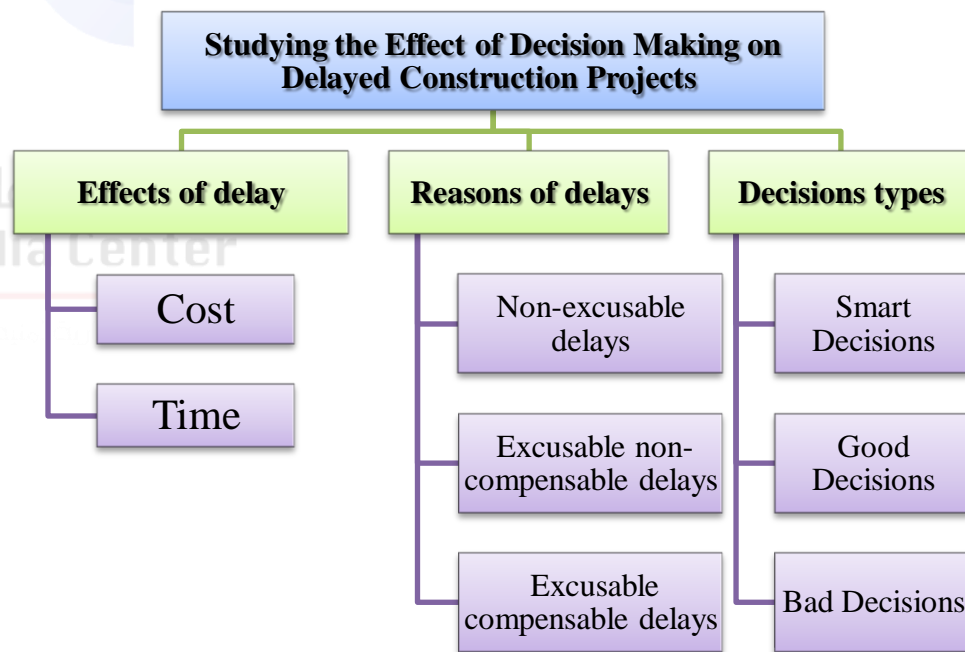 Studying the Effect of Decision Making on
Delayed Construction Projects
Effects of delay
Reasons of delays
Decisions types
Center
Cost
Time
Non-excusable
delays
Excusable non-
compensable delays
Excusable
compensable delays
Smart
Decisions
Good
Decisions
Bad Decisions